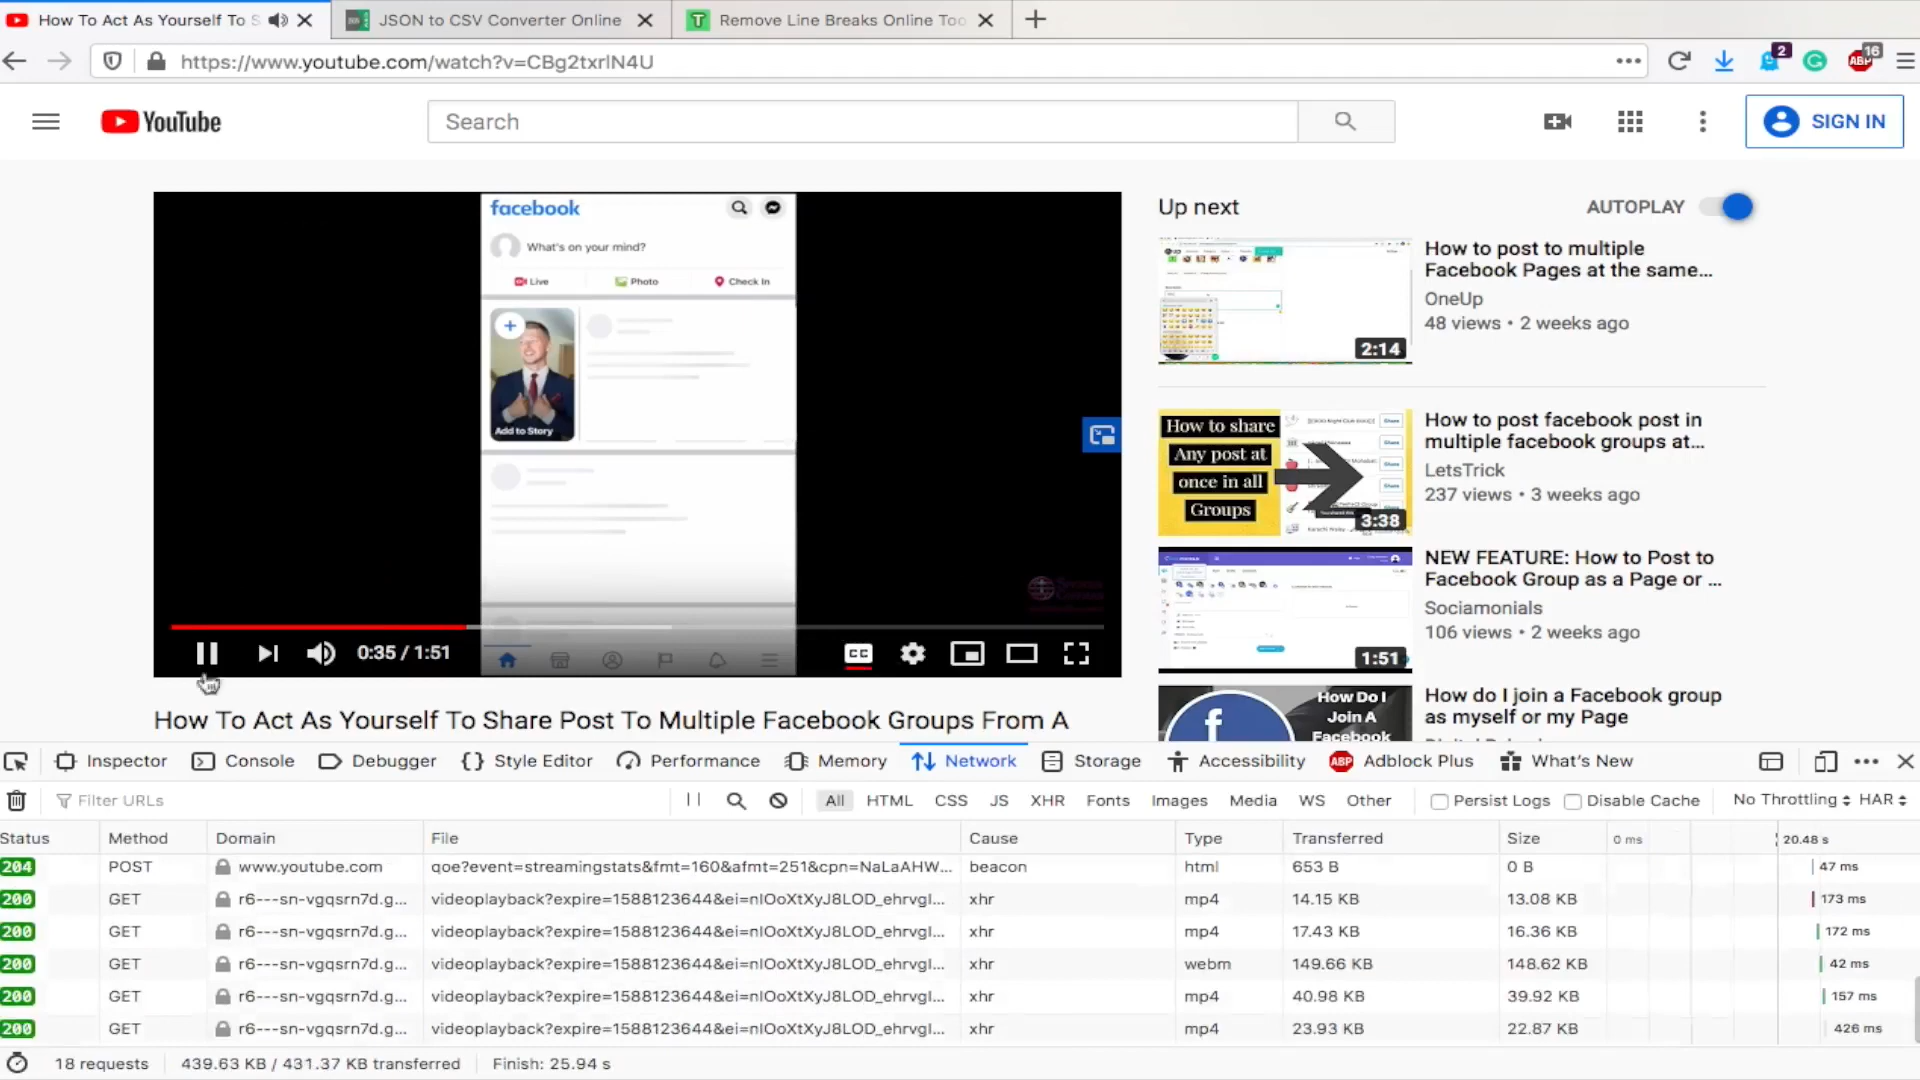 How To Act As Yourself To S
JSON to CSV Converter Online
Remove Line Breaks Online Too
https://www.youtube.com/watch?v=CBg2txrlN4U
2
ABP
16
YouTube
Search
SIGN IN
facebook
What's on your mind?
Live
Photo
Check In
Add to Story
0:35 / 1:51
CC
How To Act As Yourself To Share Post To Multiple Facebook Groups From A
Up next
AUTOPLAY
2:14
How to post to multiple
Facebook Pages at the same...
OneUp
48 views • 2 weeks ago
How to share
Any post at
once in all
Groups
Share
Share
Share
Share
3:38
How to post facebook post in
multiple facebook groups at...
LetsTrick
237 views • 3 weeks ago
1:51
NEW FEATURE: How to Post to
Facebook Group as a Page or ...
Sociamonials
106 views • 2 weeks ago
How Do I
Join A
Facebook
How do I join a Facebook group
as myself or my Page
Inspector
Console
Debugger
Style Editor
Performance
Memory
Network
Storage
Accessibility
ABP
Adblock Plus
What's New
Filter URLs
All
HTML
CSS
JS
XHR
Fonts
Images
Media
WS
Other
Persist Logs
Disable Cache
No Throttling
HAR
Status Method Domain File Cause Type Transferred Size 0 ms 20.48 s
204 POST www.youtube.com qoe?event=streamingstats&fmt=160&afmt=251&cpn=NaLaAHW... beacon html 653 B 0 B 47 ms
200 GET r6---sn-vgqsrn7d.g... videoplayback?expire=1588123644&ei=nIOoXtXyJ8LOD_ehrvgI... xhr mp4 14.15 KB 13.08 KB 173 ms
200 GET r6---sn-vgqsrn7d.g... videoplayback?expire=1588123644&ei=nIOoXtXyJ8LOD_ehrvgI... xhr mp4 17.43 KB 16.36 KB 172 ms
200 GET r6---sn-vgqsrn7d.g... videoplayback?expire=1588123644&ei=nIOoXtXyJ8LOD_ehrvgI... xhr webm 149.66 KB 148.62 KB 42 ms
200 GET r6---sn-vgqsrn7d.g... videoplayback?expire=1588123644&ei=nIOoXtXyJ8LOD_ehrvgI... xhr mp4 40.98 KB 39.92 KB 157 ms
200 GET r6---sn-vgqsrn7d.g... videoplayback?expire=1588123644&ei=nIOoXtXyJ8LOD_ehrvgI... xhr mp4 23.93 KB 22.87 KB 426 ms
18 requests
439.63 KB / 431.37 KB transferred
Finish: 25.94 s